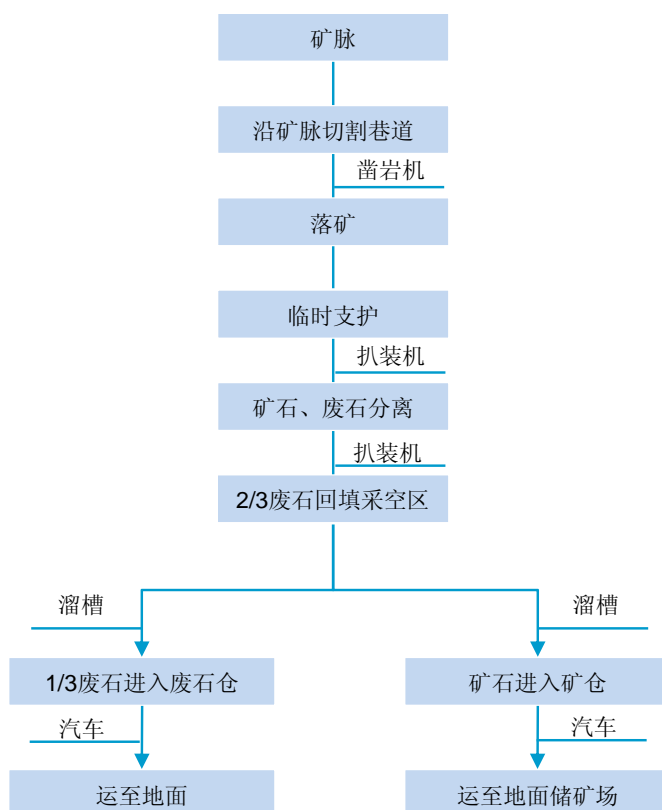 矿脉
沿矿脉切割巷道
凿岩机
落矿
临时支护
扒装机
矿石、废石分离
扒装机
2/3废石回填采空区
溜槽
溜槽
1/3废石进入废石仓
矿石进入矿仓
汽车
汽车
运至地面
运至地面储矿场